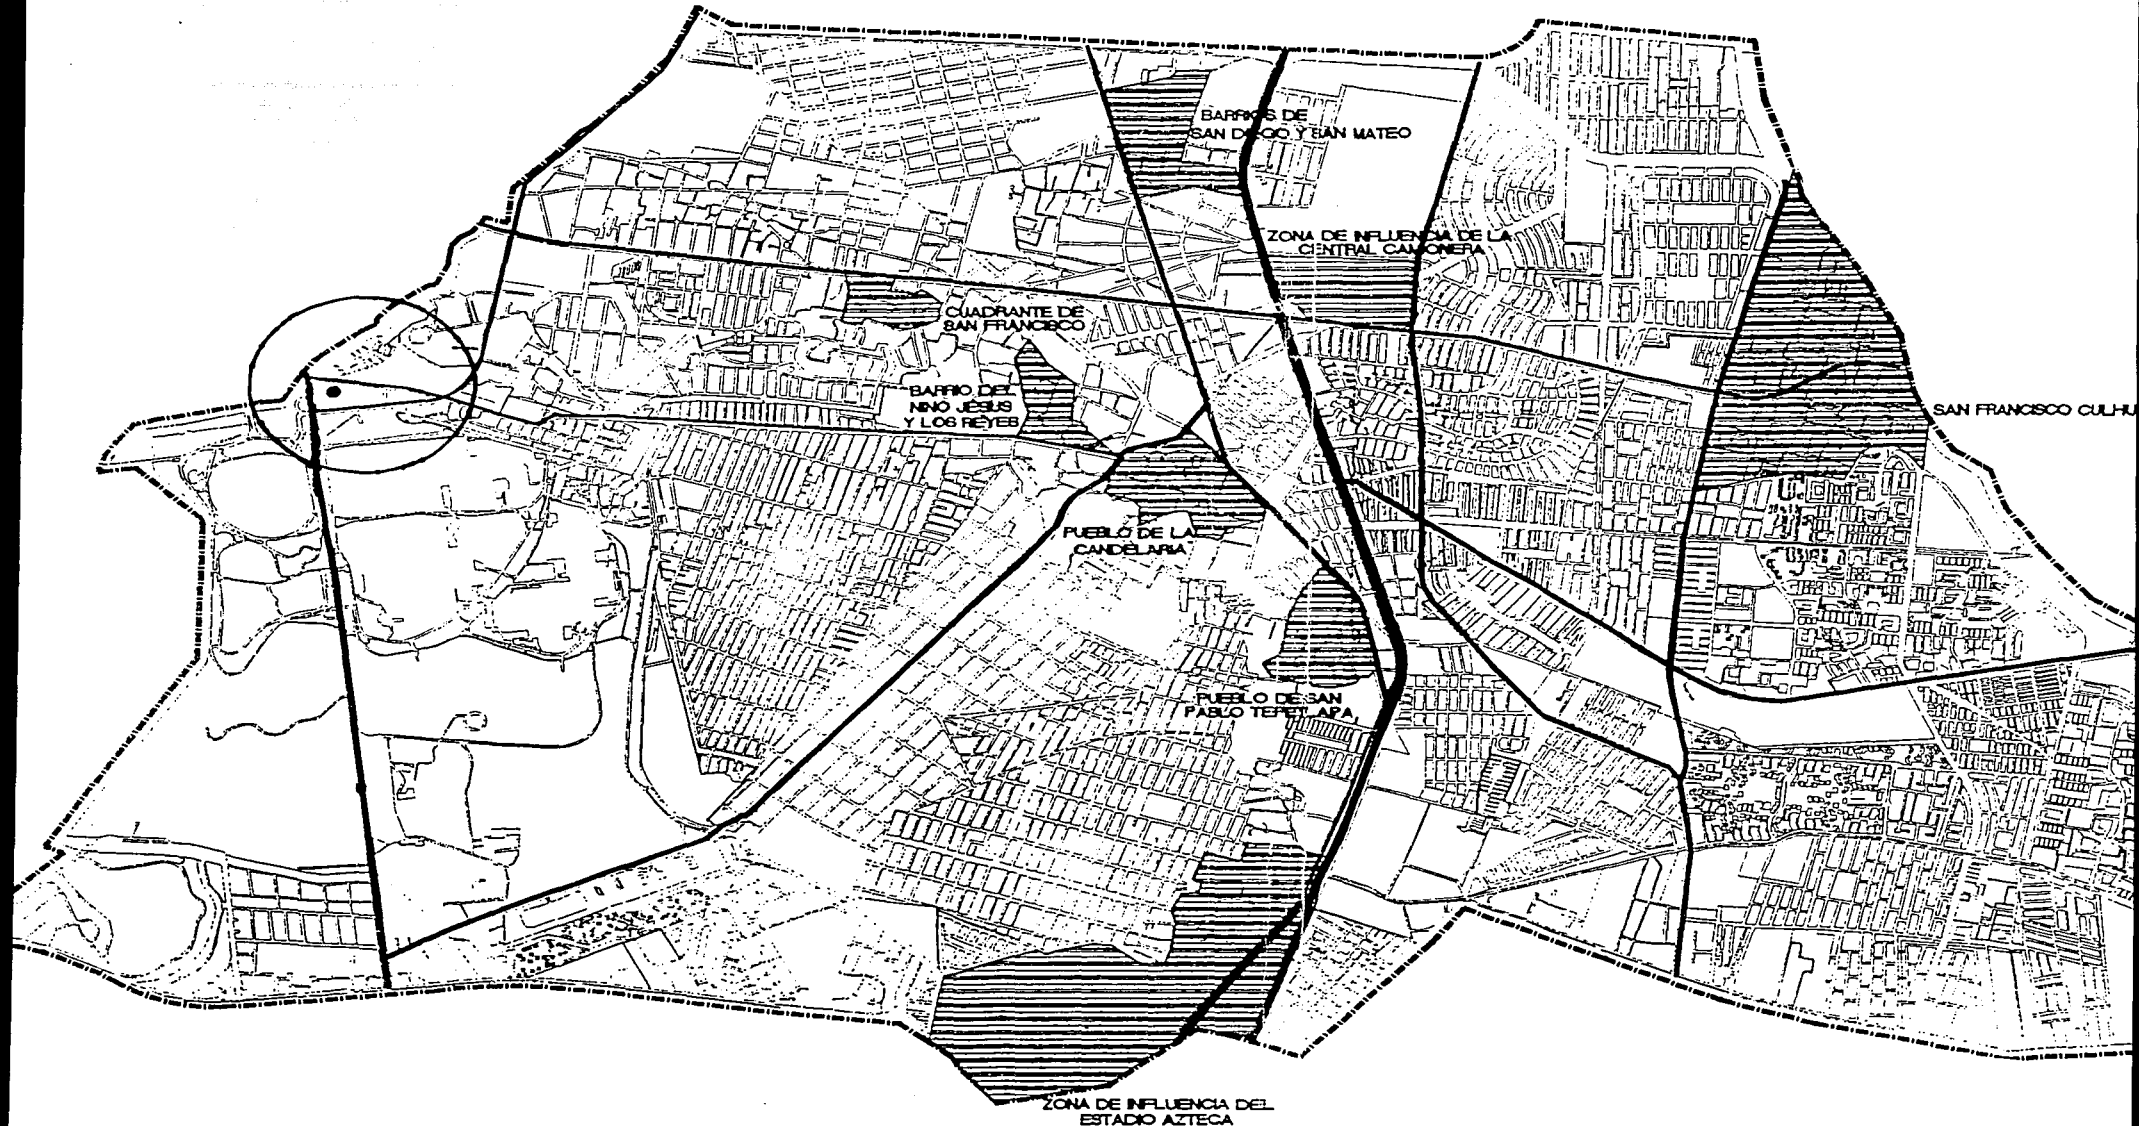 BARRIOS DE
SAN DIEGO Y SAN MATEO
ZONA DE INFLUENCIA DE LA
CENTRAL CAMIONERA
CUADRANTE DE
SAN FRANCISCO
BARRIO DEL
NINO JESUS
Y LOS REYES
SAN FRANCISCO CULHU
PUEBLO DE LA
CANDELARIA
PUEBLO DE SAN
PABLO TEPETLAPA
ZONA DE INFLUENCIA DEL
ESTADIO AZTECA